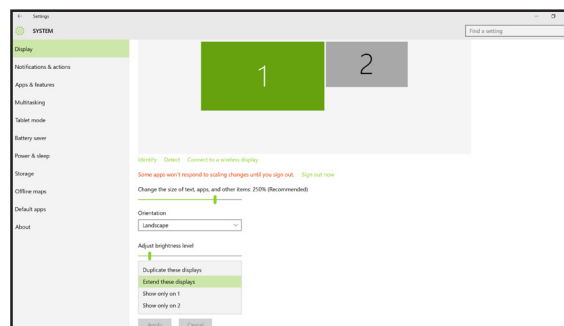 Settings
SYSTEM
Find a setting
Display
Notifications & actions
Apps & features
Multitasking
Tablet mode
Battery saver
Power & sleep
Storage
Offline maps
Default apps
About
1
2
Identify Detect Connect to a wireless display
Some apps won't respond to scaling changes until you sign out. Sign out now
Change the size of text, apps, and other items: 250% (Recommended)
Orientation
Landscape
Adjust brightness level
Duplicate these displays
Extend these displays
Show only on 1
Show only on 2
Apply Cancel